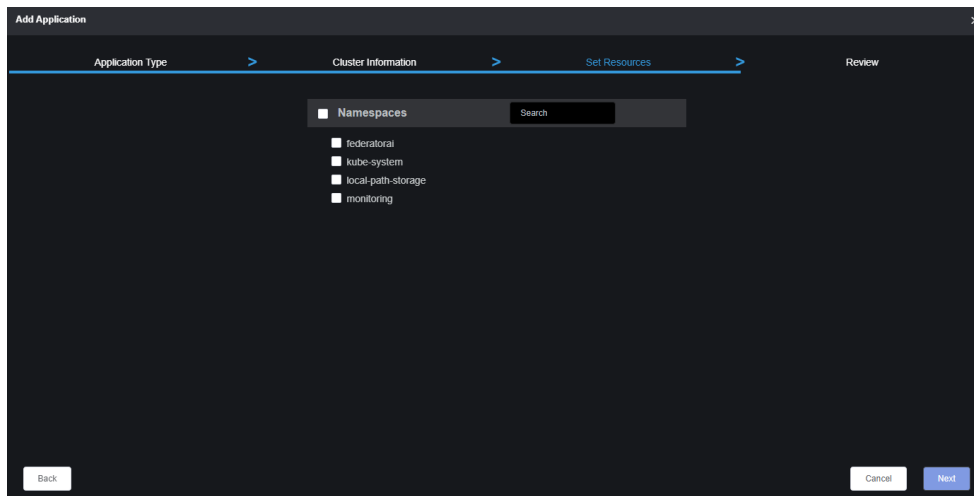 Add Application
Application Type > Cluster Information > Set Resources > Review
Namespaces Search
federatorai
kube-system
local-path-storage
monitoring
Back Cancel Next